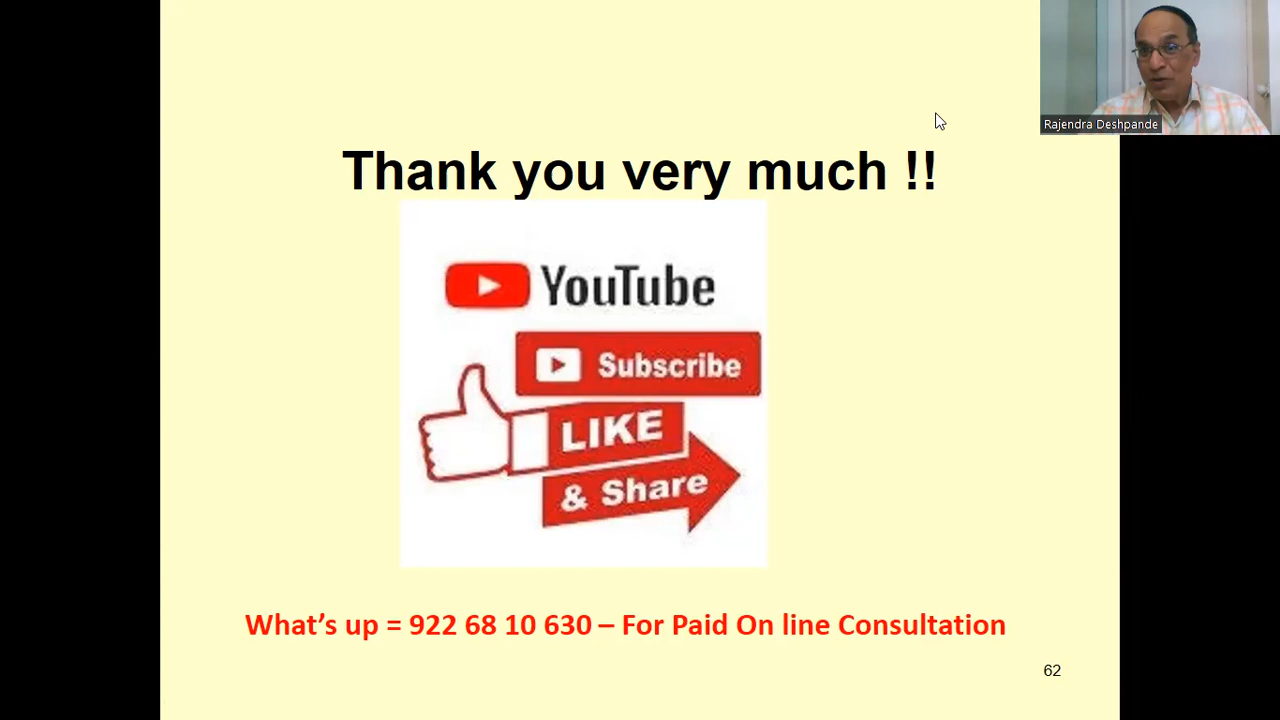 Rajendra Deshpande
Thank you very much !!
YouTube
Subscribe
LIKE
& Share
What's up = 922 68 10 630 – For Paid On line Consultation
62